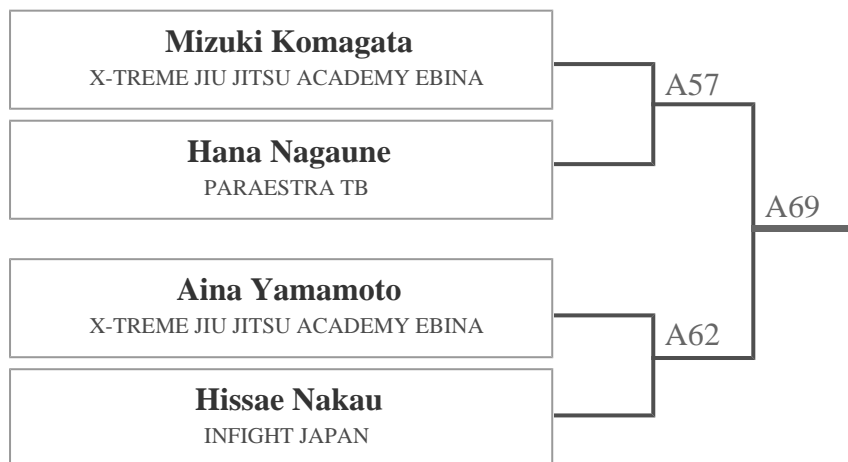 Mizuki Komagata
X-TREME JIU JITSU ACADEMY EBINA
A57
Hana Nagaune
PARAESTRA TB
A69
Aina Yamamoto
X-TREME JIU JITSU ACADEMY EBINA
A62
Hissae Nakau
INFIGHT JAPAN